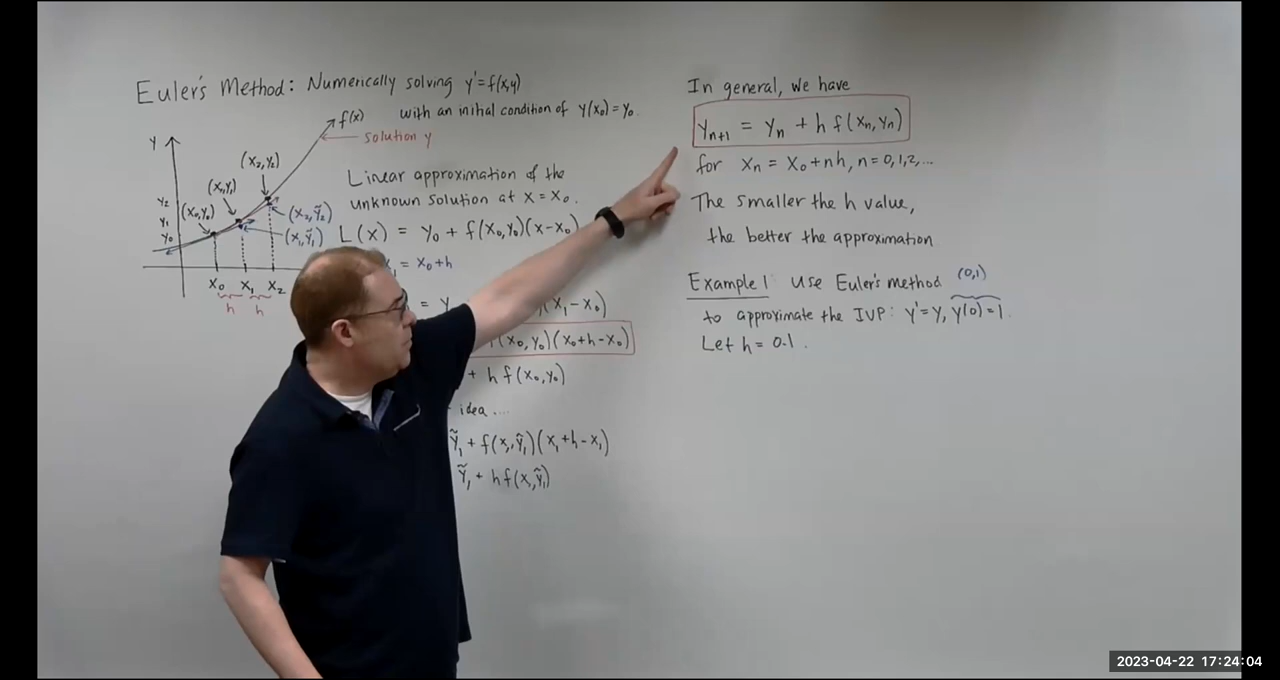 Euler's Method: Numerically solving y'=f(x,y)
with an initial condition of y(x₀)=y₀.
f(x)
solution y
y
(x₂,y₂)
(x₁,y₁)
(x₀,y₀)
y₂
y₁
y₀
(x₂,ỹ₂)
(x₁,ỹ₁)
x₀ x₁ x₂
h h
Linear approximation of the
unknown solution at x=x₀.
L(x) = y₀ + f(x₀,y₀)(x-x₀)
= x₀+h
= y
(x₁-x₀)
(x₀,y₀)(x₀+h-x₀)
+ h f(x₀,y₀)
idea....
ỹ₁ + f(x₁,ỹ₁)(x₁+h-x₁)
ỹ₁ + hf(x₁,ỹ₁)
In general, we have
yₙ₊₁ = yₙ + h f(xₙ,yₙ)
for xₙ = x₀+nh, n=0,1,2,...
The smaller the h value,
the better the approximation.
Example 1 Use Euler's method
(0,1)
to approximate the IVP: y'=y, y(0)=1.
Let h=0.1.
2023-04-22 17:24:04